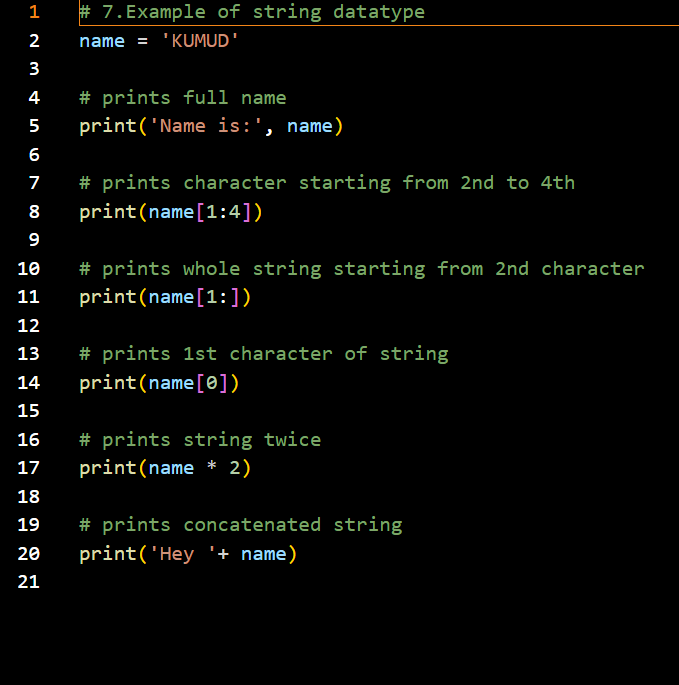 1 # 7.Example of string datatype
2 name = 'KUMUD'
3
4 # prints full name
5 print('Name is:', name)
6
7 # prints character starting from 2nd to 4th
8 print(name[1:4])
9
10 # prints whole string starting from 2nd character
11 print(name[1:])
12
13 # prints 1st character of string
14 print(name[0])
15
16 # prints string twice
17 print(name * 2)
18
19 # prints concatenated string
20 print('Hey '+ name)
21